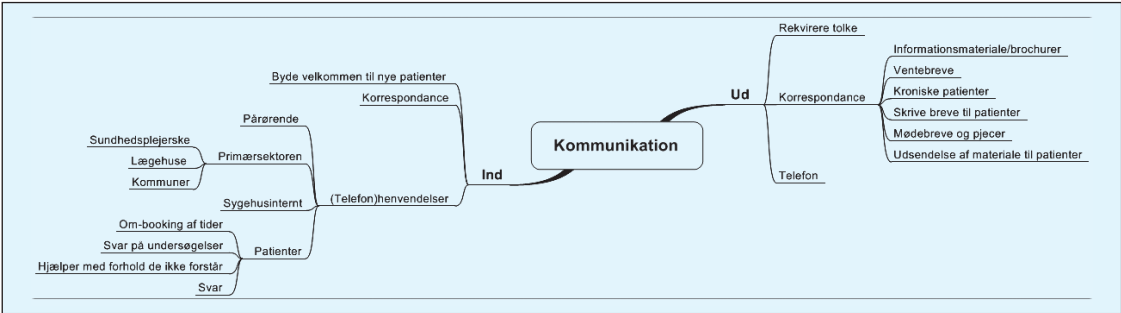 Kommunikation
Ud
Rekvirere tolke
Korrespondance
Informationsmateriale/brochurer
Ventebreve
Kroniske patienter
Skrive breve til patienter
Mødebreve og pjecer
Udsendelse af materiale til patienter
Telefon
Ind
Byde velkommen til nye patienter
Korrespondance
(Telefon)henvendelser
Pårørende
Primærsektoren
Sundhedsplejerske
Lægehuse
Kommuner
Sygehusinternt
Patienter
Om-booking af tider
Svar på undersøgelser
Hjælper med forhold de ikke forstår
Svar